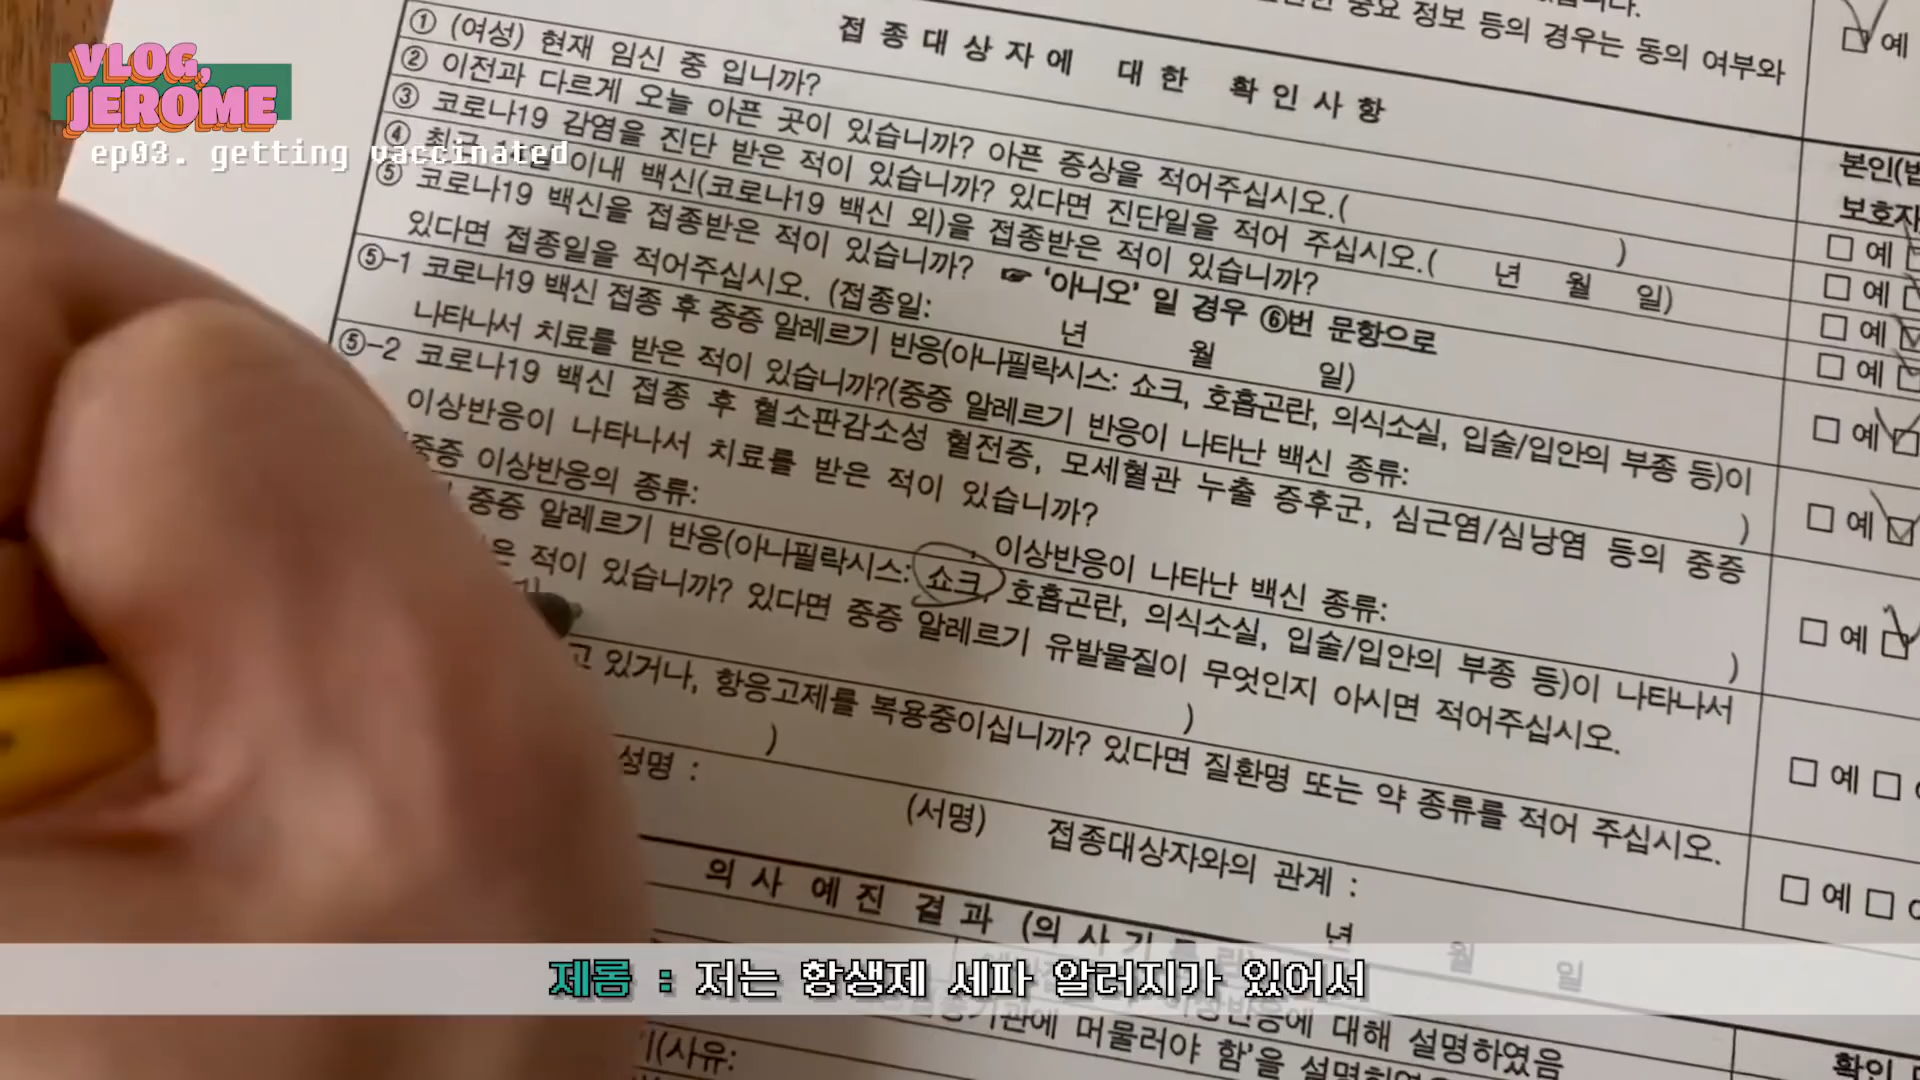 VLOG,
JEROME
ep03. getting vaccinated
중요 정보 등의 경우는 동의 여부와
예
접종대상자에 대한 확인사항
본인(법
보호자
① (여성) 현재 임신 중 입니까?
② 이전과 다르게 오늘 아픈 곳이 있습니까? 아픈 증상을 적어주십시오.( )
예
③ 코로나19 감염을 진단 받은 적이 있습니까? 있다면 진단일을 적어 주십시오.( 년 월 일)
예
④ 최근 이내 백신(코로나19 백신 외)을 접종받은 적이 있습니까?
예
⑤ 코로나19 백신을 접종받은 적이 있습니까? ☞ '아니오' 일 경우 ⑥번 문항으로
예
있다면 접종일을 적어주십시오. (접종일: 년 월 일)
예
⑤-1 코로나19 백신 접종 후 중증 알레르기 반응(아나필락시스: 쇼크, 호흡곤란, 의식소실, 입술/입안의 부종 등)이
나타나서 치료를 받은 적이 있습니까?(중증 알레르기 반응이 나타난 백신 종류: )
예
⑤-2 코로나19 백신 접종 후 혈소판감소성 혈전증, 모세혈관 누출 증후군, 심근염/심낭염 등의 중증
이상반응이 나타나서 치료를 받은 적이 있습니까?
중증 이상반응의 종류: , 이상반응이 나타난 백신 종류: )
예
중증 알레르기 반응(아나필락시스: 쇼크, 호흡곤란, 의식소실, 입술/입안의 부종 등)이 나타나서
적이 있습니까? 있다면 중증 알레르기 유발물질이 무엇인지 아시면 적어주십시오.
)
예
있거나, 항응고제를 복용중이십니까? 있다면 질환명 또는 약 종류를 적어 주십시오.
)
예
성명 : (서명) 접종대상자와의 관계 :
년 월 일
의사 예진 결과 (의사
제롬 : 저는 항생제 세파 알러지가 있어서
이상반응에 대해 설명하였음
기관에 머물러야 함'을
확인
(사유: